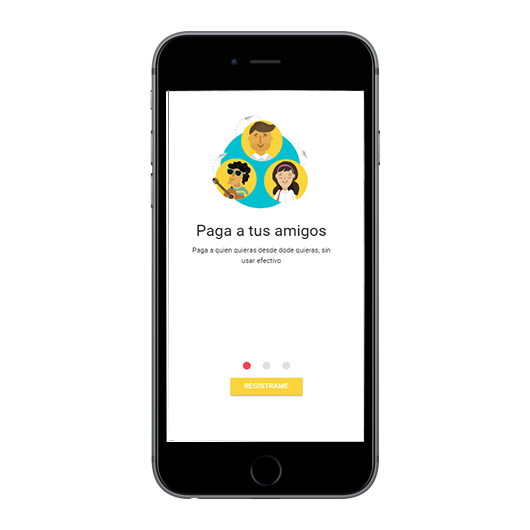 Paga a tus amigos
Paga a quien quieras desde dode quieras, sin
usar efectivo
REGISTRAME